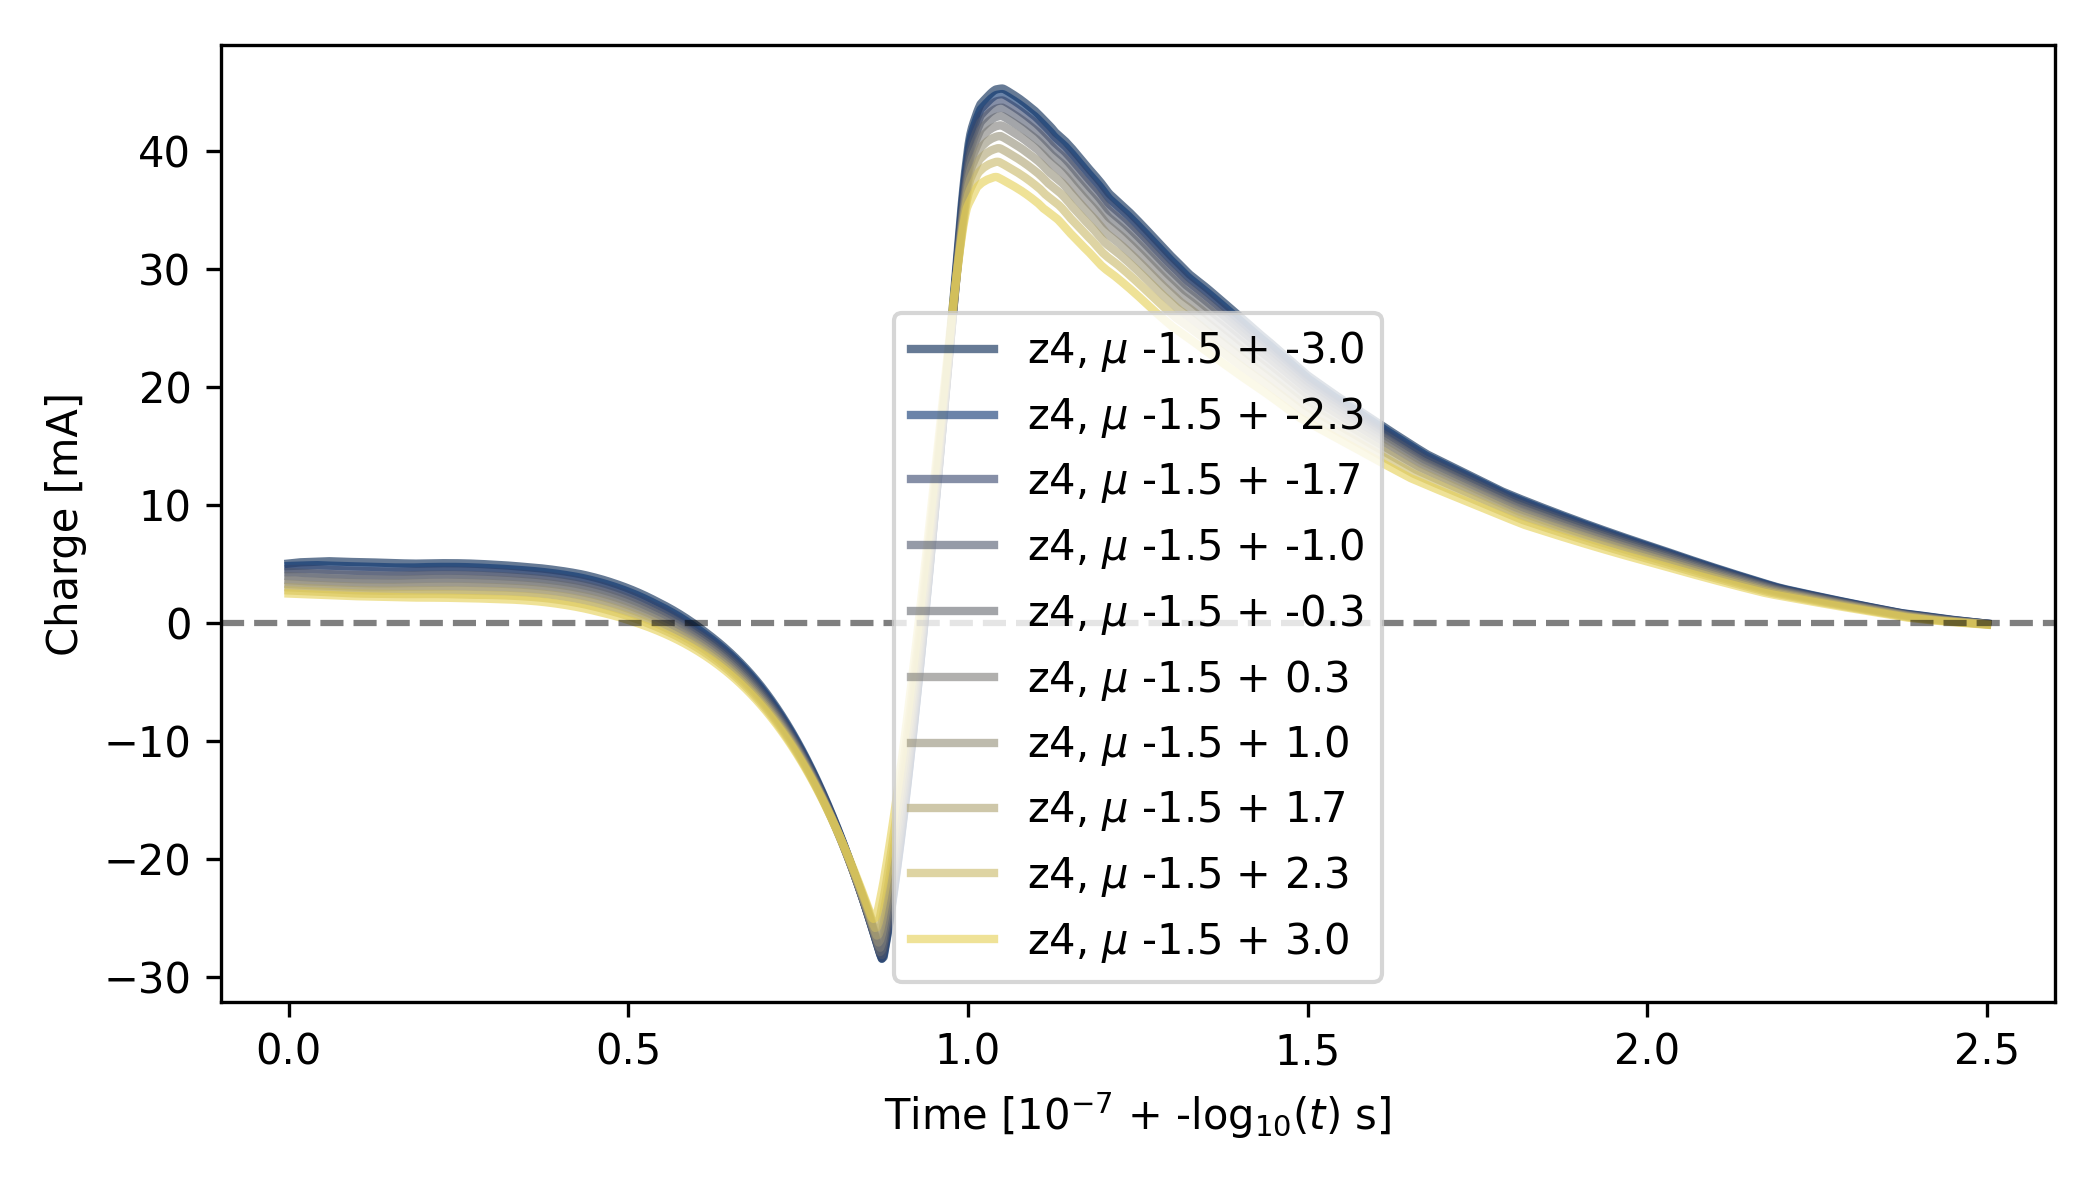 40
30
20
10
0
−10
−20
−30
Charge [mA]
z4, μ -1.5 + -3.0
z4, μ -1.5 + -2.3
z4, μ -1.5 + -1.7
z4, μ -1.5 + -1.0
z4, μ -1.5 + -0.3
z4, μ -1.5 + 0.3
z4, μ -1.5 + 1.0
z4, μ -1.5 + 1.7
z4, μ -1.5 + 2.3
z4, μ -1.5 + 3.0
0.0 0.5 1.0 1.5 2.0 2.5
Time [10⁻⁷ + -log₁₀(t) s]